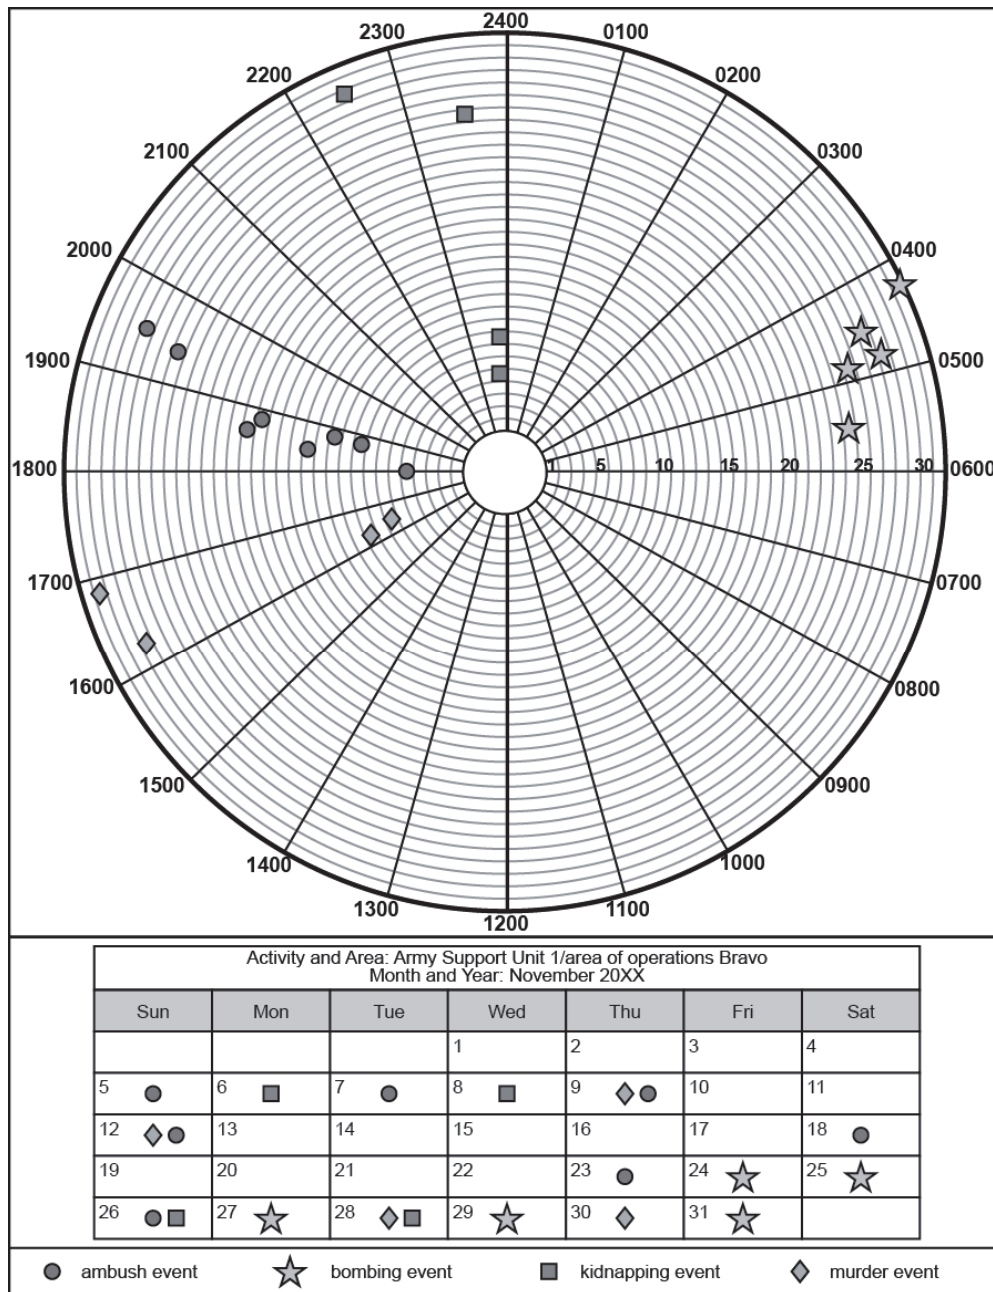 2400
2300 0100
2200 0200
2100 0300
2000 0400
1900 0500
1800 1 5 10 15 20 25 30 0600
1700 0700
1600 0800
1500 0900
1400 1000
1300 1100
1200
Activity and Area: Army Support Unit 1/area of operations Bravo
Month and Year: November 20XX
Sun Mon Tue Wed Thu Fri Sat
1 2 3 4
5 6 7 8 9 10 11
12 13 14 15 16 17 18
19 20 21 22 23 24 25
26 27 28 29 30 31
ambush event bombing event kidnapping event murder event